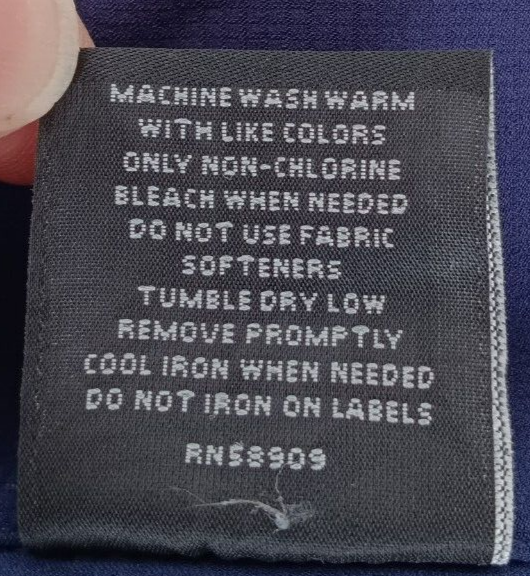 MACHINE WASH WARM
WITH LIKE COLORS
ONLY NON-CHLORINE
BLEACH WHEN NEEDED
DO NOT USE FABRIC
SOFTENERS
TUMBLE DRY LOW
REMOVE PROMPTLY
COOL IRON WHEN NEEDED
DO NOT IRON ON LABELS
RN58909